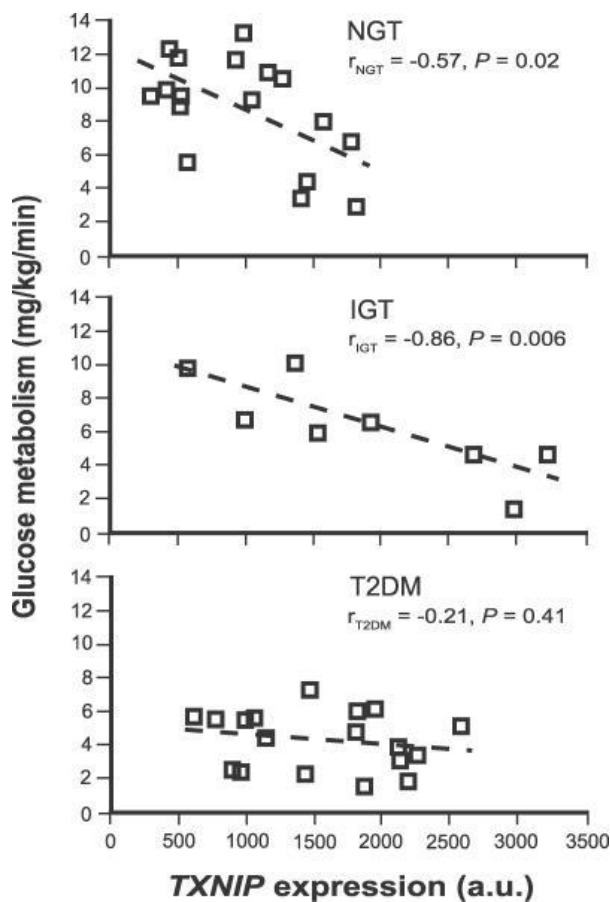 Glucose metabolism (mg/kg/min)
14
12
10
8
6
4
2
0
NGT
rNGT = -0.57, P = 0.02
14
12
10
8
6
4
2
0
IGT
rIGT = -0.86, P = 0.006
14
12
10
8
6
4
2
0
T2DM
rT2DM = -0.21, P = 0.41
0 500 1000 1500 2000 2500 3000 3500
TXNIP expression (a.u.)